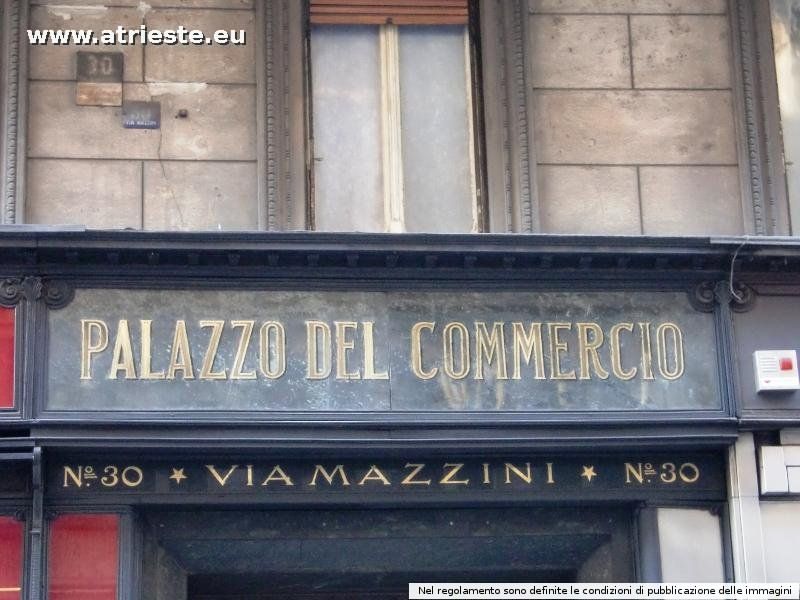 www.atrieste.eu
30
PALAZZO DEL COMMERCIO
Nº 30 ★ VIA MAZZINI ★ Nº 30
Nel regolamento sono definite le condizioni di pubblicazione delle immagini